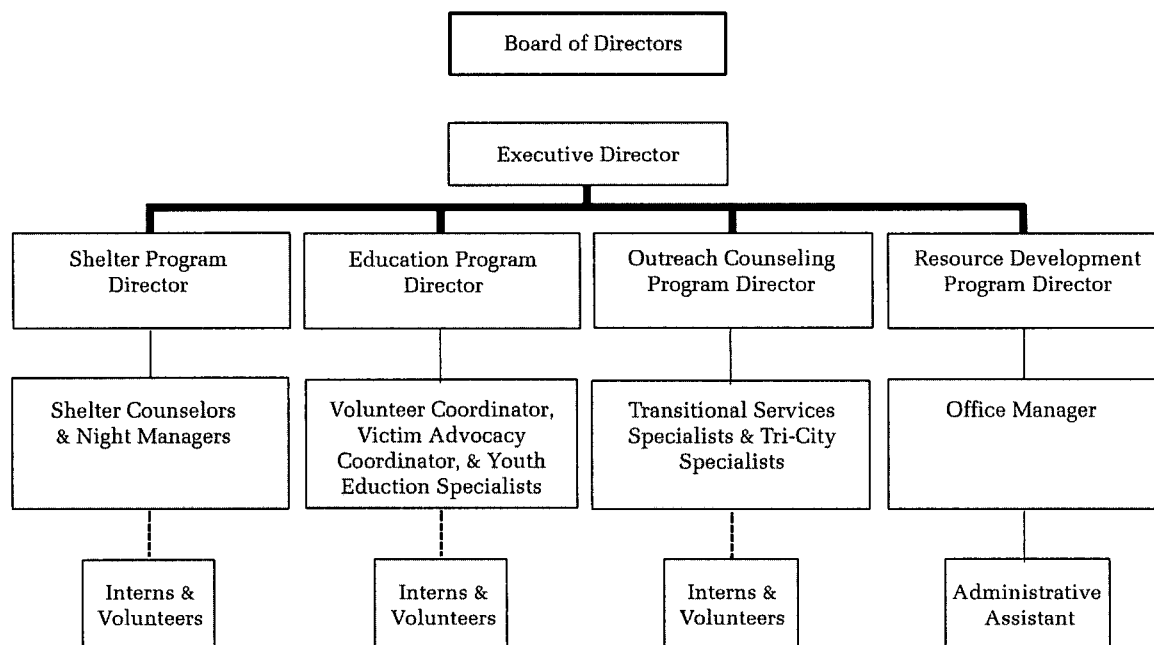 Board of Directors
Executive Director
Shelter Program
Director
Education Program
Director
Outreach Counseling
Program Director
Resource Development
Program Director
Shelter Counselors
& Night Managers
Volunteer Coordinator,
Victim Advocacy
Coordinator, & Youth
Eduction Specialists
Transitional Services
Specialists & Tri-City
Specialists
Office Manager
Interns &
Volunteers
Interns &
Volunteers
Interns &
Volunteers
Administrative
Assistant